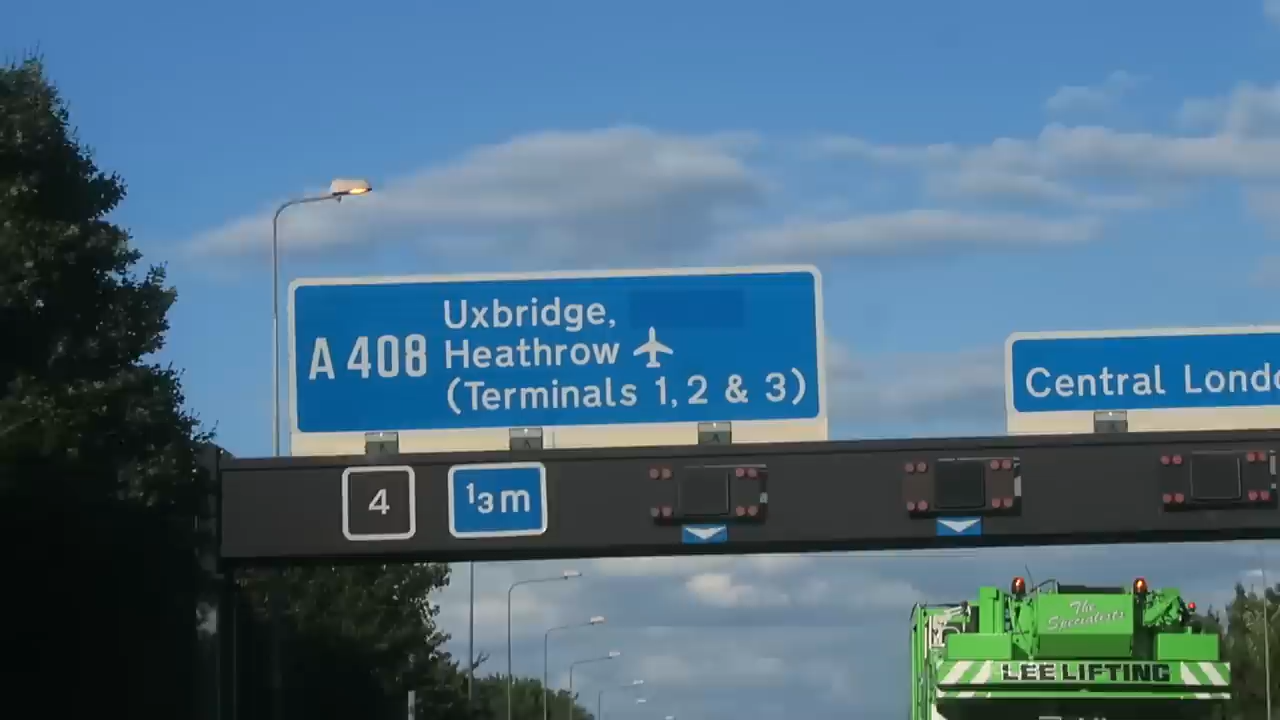 Uxbridge,
A 408 Heathrow
(Terminals 1, 2 & 3)
Central Londo
4
1/3 m
The
Specialists
LEE LIFTING